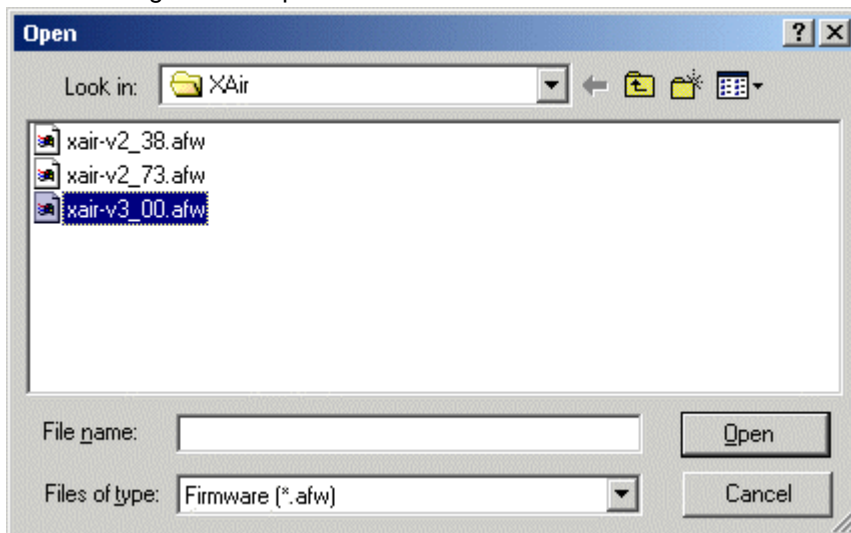 Open
Look in: XAir
xair-v2_38.afw
xair-v2_73.afw
xair-v3_00.afw
File name: Open
Files of type: Firmware (*.afw) Cancel